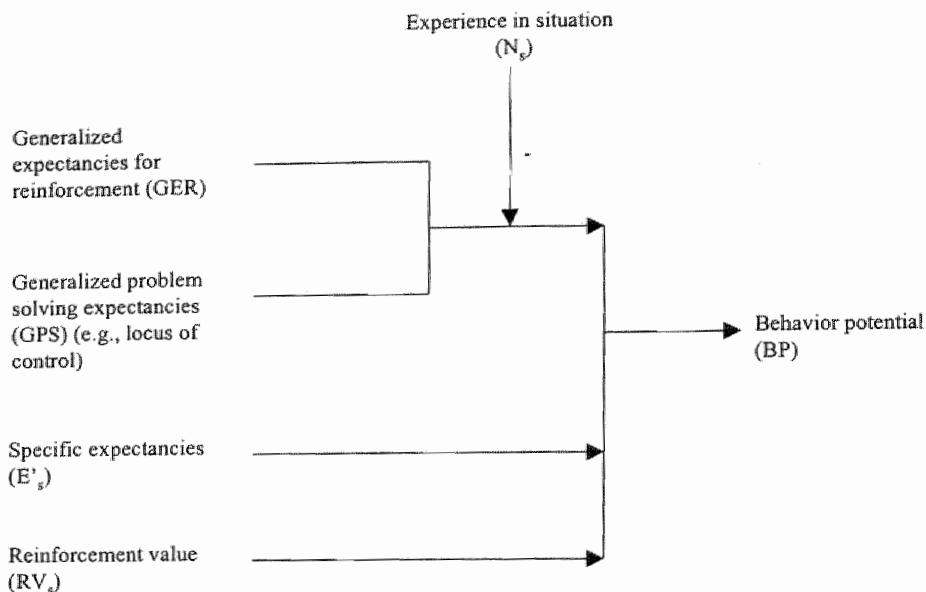 Experience in situation
(Nₛ)
Generalized
expectancies for
reinforcement (GER)
Generalized problem
solving expectancies
(GPS) (e.g., locus of
control)
Behavior potential
(BP)
Specific expectancies
(E'ₛ)
Reinforcement value
(RVₛ)